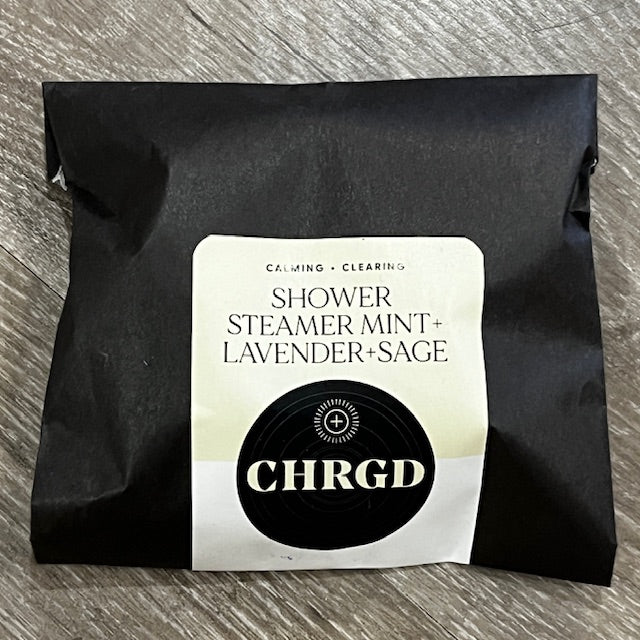 CALMING • CLEARING
SHOWER
STEAMER MINT+
LAVENDER+SAGE
CHRGD